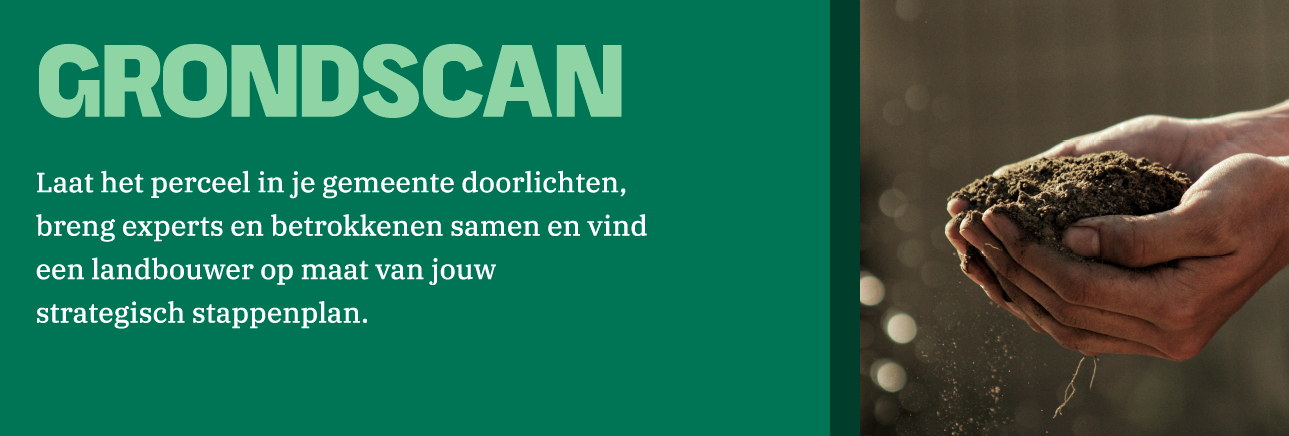 GRONDSCAN
Laat het perceel in je gemeente doorlichten,
breng experts en betrokkenen samen en vind
een landbouwer op maat van jouw
strategisch stappenplan.